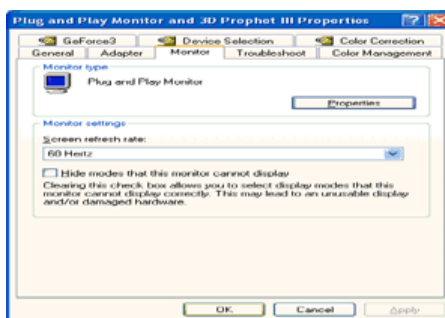 Plug and Play Monitor and 3D Prophet III Properties
GeForce3 Device Selection Color Correction
General Adapter Monitor Troubleshoot Color Management
Monitor type
Plug and Play Monitor
Properties
Monitor settings
Screen refresh rate:
60 Hertz
Hide modes that this monitor cannot display
Clearing this check box allows you to select display modes that this
monitor cannot display correctly. This may lead to an unusable display
and/or damaged hardware.
OK Cancel Apply